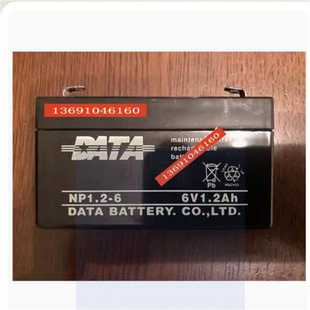 13691046160
DATA
maintenance
rechargeable
13691046160
Pb
NP1.2-6
6V1.2Ah
DATA BATTERY. CO.,LTD.